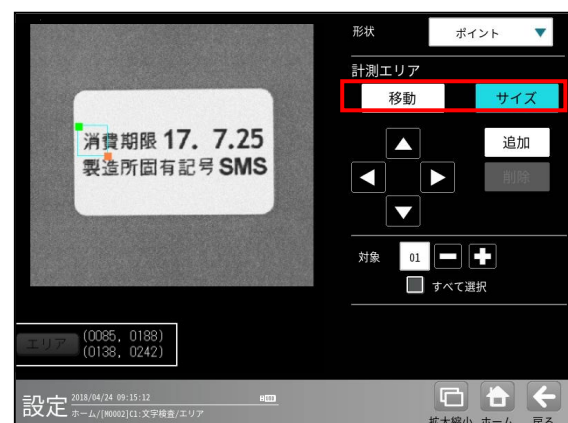 形状 ポイント
計測エリア
移動 サイズ
追加
削除
消費期限 17. 7.25
製造所固有記号 SMS
対象 01
すべて選択
エリア (0085, 0188)
(0138, 0242)
設定 2018/04/24 09:15:12
ホーム/[M0002]C1:文字検査/エリア
拡大縮小 ホーム 戻る